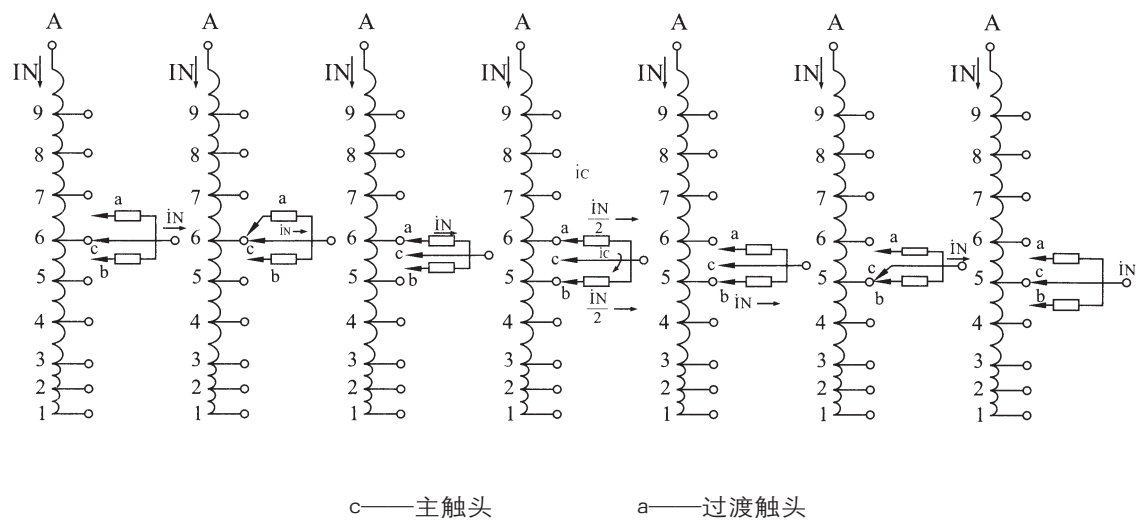 A A A A A A A
IN IN IN IN IN IN IN
9 9 9 9 9 9 9
8 8 8 8 8 8 8
iC
7 7 7 7 7 7 7
a iN a iN/2
6 c 6 iN c 6 a iN 6 a 6 a 6 a iN 6 a
b b c c iC c c c iN
5 5 5 b 5 b 5 b iN 5 b 5 b
iN/2
4 4 4 4 4 4 4
3 3 3 3 3 3 3
2 2 2 2 2 2 2
1 1 1 1 1 1 1
c——主触头 a——过渡触头